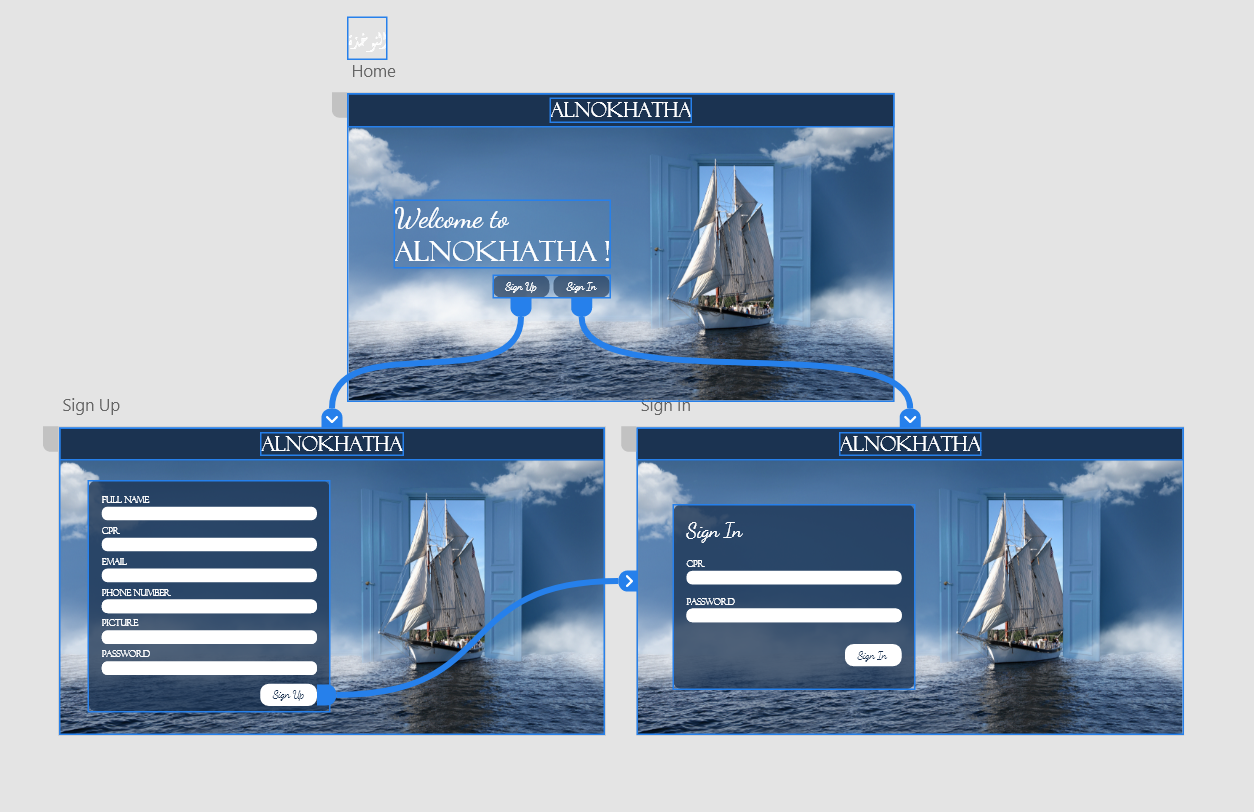 النوخذة
Home
ALNOKHATHA
Welcome to
ALNOKHATHA !
Sign Up
Sign In
Sign Up
ALNOKHATHA
FULL NAME
CPR
EMAIL
PHONE NUMBER
PICTURE
PASSWORD
Sign Up
Sign In
ALNOKHATHA
Sign In
CPR
PASSWORD
Sign In